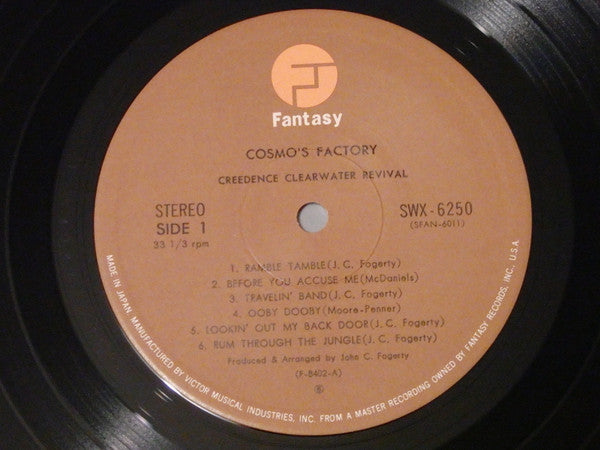 Fantasy
COSMO'S FACTORY
CREEDENCE CLEARWATER REVIVAL
STEREO
SIDE 1
33 1/3 rpm
SWX-6250
(SFAN-6011)
1. RAMBLE TAMBLE(J. C. Fogerty)
2. BEFORE YOU ACCUSE ME(McDaniels)
3. TRAVELIN' BAND(J. C. Fogerty)
4. OOBY DOOBY(Moore-Penner)
5. LOOKIN' OUT MY BACK DOOR(J. C. Fogerty)
6. RUM THROUGH THE JUNGLE(J. C. Fogerty)
Produced & Arranged by John C. Fogerty
(F-8402-A)
MADE IN JAPAN. MANUFACTURED BY VICTOR MUSICAL INDUSTRIES, INC. FROM A MASTER RECORDING OWNED BY FANTASY RECORDS, INC., U.S.A.